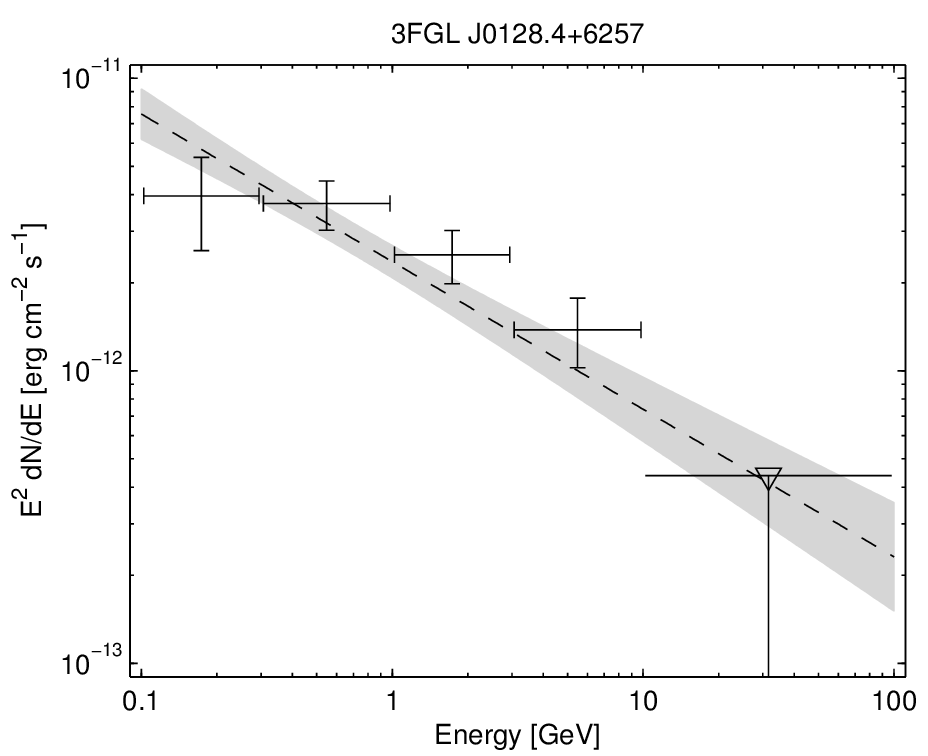 3FGL J0128.4+6257
10⁻¹¹
10⁻¹²
10⁻¹³
E² dN/dE [erg cm⁻² s⁻¹]
0.1 1 10 100
Energy [GeV]